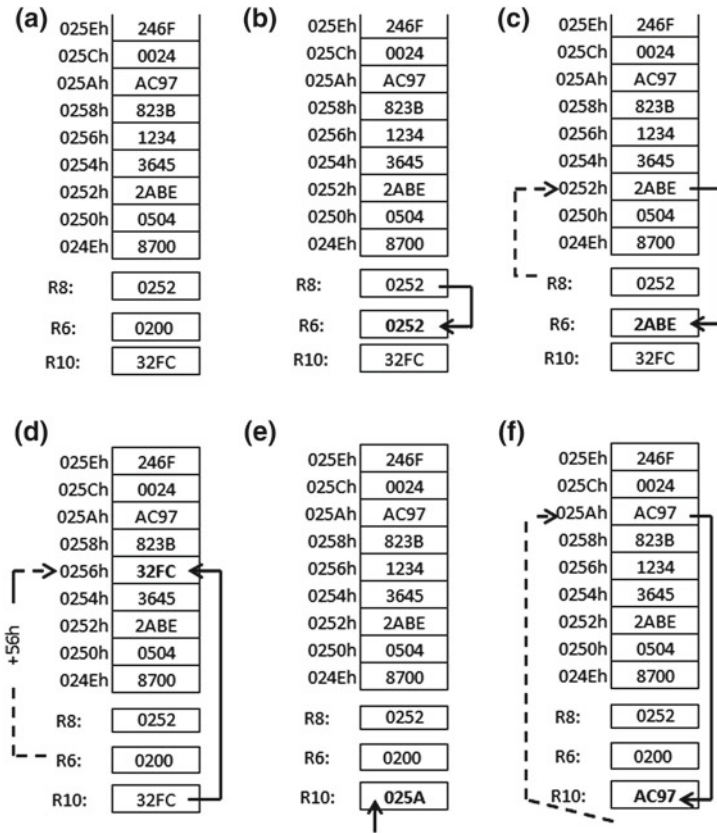 (a)
025Eh 246F
025Ch 0024
025Ah AC97
0258h 823B
0256h 1234
0254h 3645
0252h 2ABE
0250h 0504
024Eh 8700
R8: 0252
R6: 0200
R10: 32FC
(b)
025Eh 246F
025Ch 0024
025Ah AC97
0258h 823B
0256h 1234
0254h 3645
0252h 2ABE
0250h 0504
024Eh 8700
R8: 0252
R6: 0252
R10: 32FC
(c)
025Eh 246F
025Ch 0024
025Ah AC97
0258h 823B
0256h 1234
0254h 3645
0252h 2ABE
0250h 0504
024Eh 8700
R8: 0252
R6: 2ABE
R10: 32FC
(d)
025Eh 246F
025Ch 0024
025Ah AC97
0258h 823B
0256h 32FC
0254h 3645
0252h 2ABE
0250h 0504
024Eh 8700
+56h
R8: 0252
R6: 0200
R10: 32FC
(e)
025Eh 246F
025Ch 0024
025Ah AC97
0258h 823B
0256h 1234
0254h 3645
0252h 2ABE
0250h 0504
024Eh 8700
R8: 0252
R6: 0200
R10: 025A
(f)
025Eh 246F
025Ch 0024
025Ah AC97
0258h 823B
0256h 1234
0254h 3645
0252h 2ABE
0250h 0504
024Eh 8700
R8: 0252
R6: 0200
R10: AC97